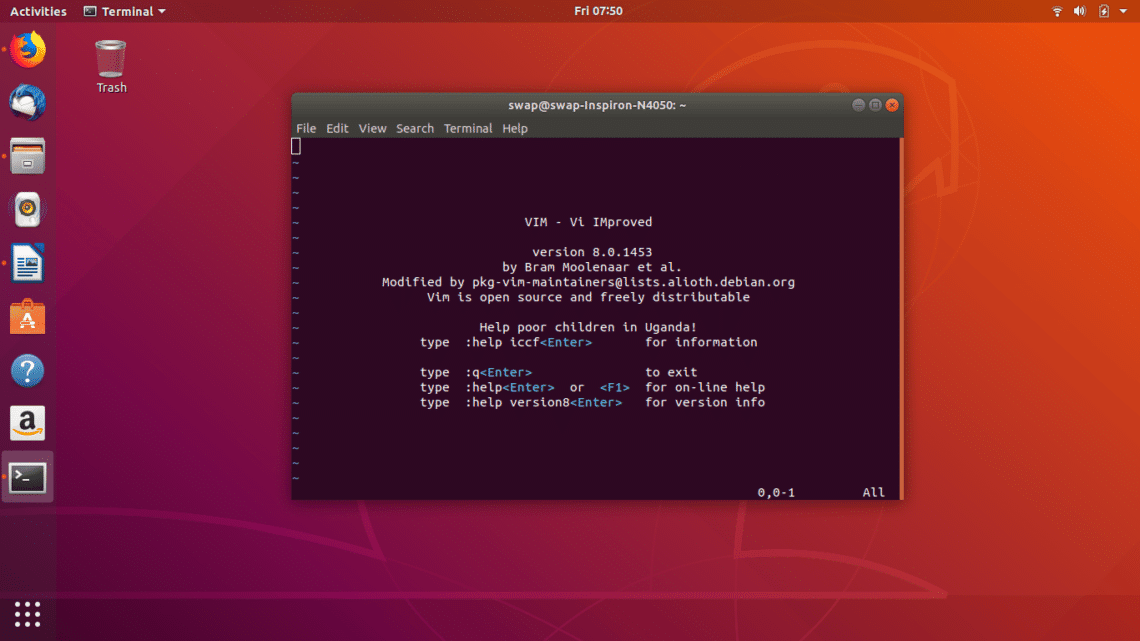 Activities Terminal Fri 07:50
Trash
swap@swap-Inspiron-N4050: ~
File Edit View Search Terminal Help
~
~
~
~
~ VIM - Vi IMproved
~
~ version 8.0.1453
~ by Bram Moolenaar et al.
~ Modified by pkg-vim-maintainers@lists.alioth.debian.org
~ Vim is open source and freely distributable
~
~ Help poor children in Uganda!
~ type :help iccf<Enter> for information
~
~ type :q<Enter> to exit
~ type :help<Enter> or <F1> for on-line help
~ type :help version8<Enter> for version info
~
~
~
~
~
0,0-1 All